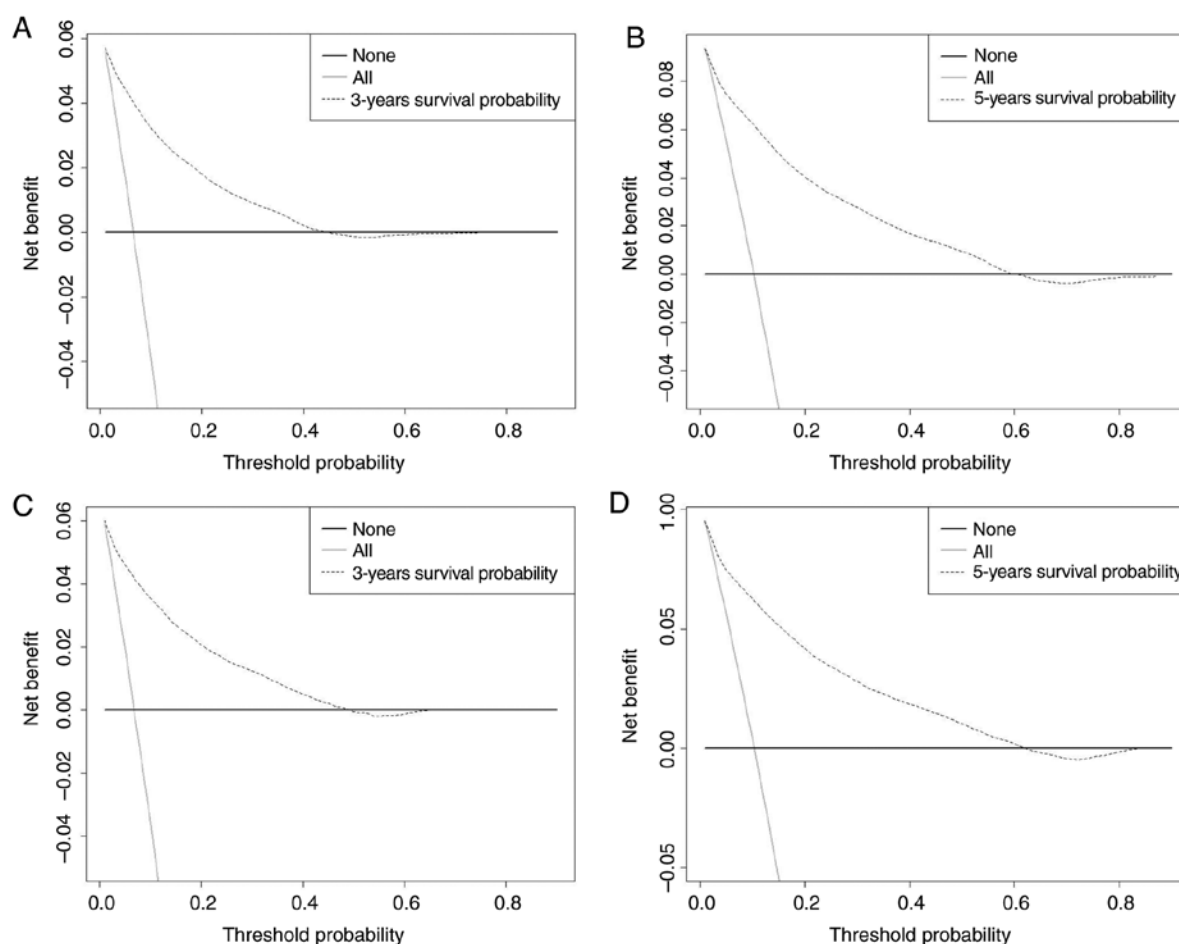 A
None
All
3-years survival probability
0.06
0.04
0.02
0.00
−0.02
−0.04
Net benefit
0.0 0.2 0.4 0.6 0.8
Threshold probability
B
None
All
5-years survival probability
0.08
0.06
0.04
0.02
0.00
−0.02
−0.04
Net benefit
0.0 0.2 0.4 0.6 0.8
Threshold probability
C
None
All
3-years survival probability
0.06
0.04
0.02
0.00
−0.02
−0.04
Net benefit
0.0 0.2 0.4 0.6 0.8
Threshold probability
D
None
All
5-years survival probability
1.00
0.05
0.00
−0.05
Net benefit
0.0 0.2 0.4 0.6 0.8
Threshold probability